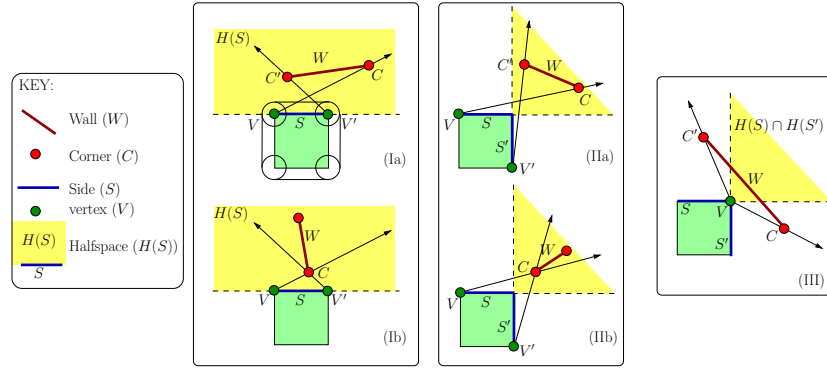 KEY:
Wall (W)
Corner (C)
Side (S)
vertex (V)
H(S)
Halfspace (H(S))
S
H(S)
W
C'
C
V
S
V'
(Ia)
H(S)
W
C
V
S
V'
(Ib)
C'
W
C
V
S
S'
V'
(IIa)
W
C
V
S
S'
V'
(IIb)
C'
H(S) ∩ H(S')
W
S
V
S'
C
(III)